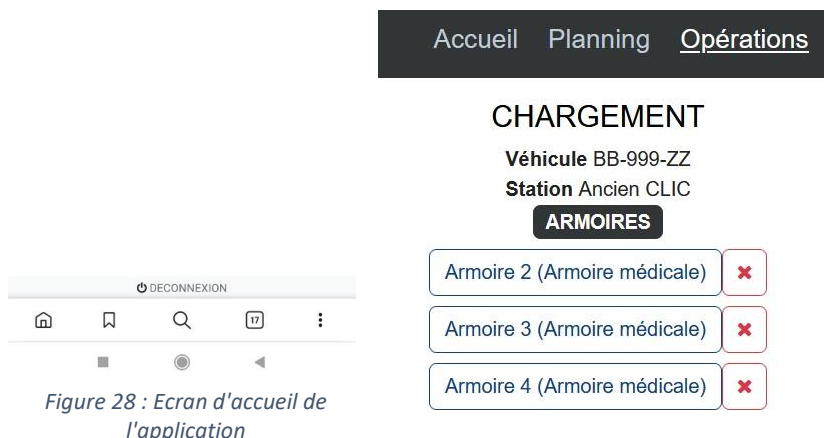 Accueil Planning Opérations
CHARGEMENT
Véhicule BB-999-ZZ
Station Ancien CLIC
ARMOIRES
Armoire 2 (Armoire médicale)
Armoire 3 (Armoire médicale)
Armoire 4 (Armoire médicale)
DECONNEXION
17
Figure 28 : Ecran d'accueil de
l'application